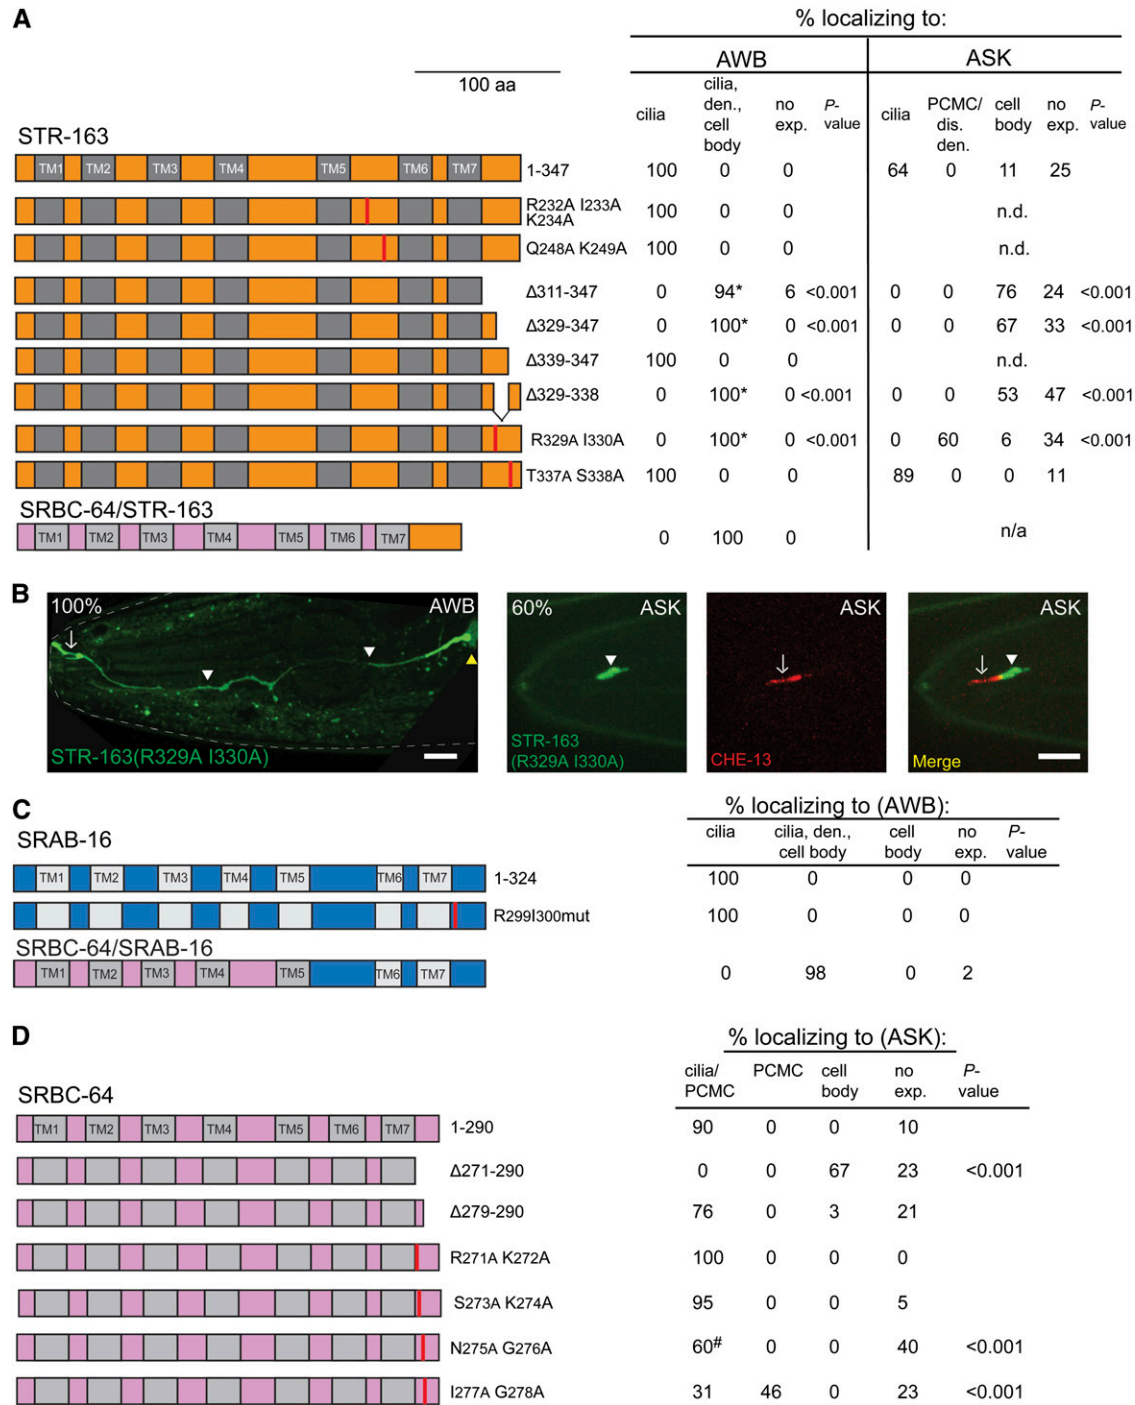 A
% localizing to:
AWB ASK
100 aa
cilia
cilia, den., cell body
no exp.
P-value
cilia
PCMC/ dis. den.
cell body
no exp.
P-value
STR-163
TM1 TM2 TM3 TM4 TM5 TM6 TM7 1-347 100 0 0 64 0 11 25
R232A I233A K234A 100 0 0 n.d.
Q248A K249A 100 0 0 n.d.
Δ311-347 0 94* 6 <0.001 0 0 76 24 <0.001
Δ329-347 0 100* 0 <0.001 0 0 67 33 <0.001
Δ339-347 100 0 0 n.d.
Δ329-338 0 100* 0 <0.001 0 0 53 47 <0.001
R329A I330A 0 100* 0 <0.001 0 60 6 34 <0.001
T337A S338A 100 0 0 89 0 0 11
SRBC-64/STR-163
TM1 TM2 TM3 TM4 TM5 TM6 TM7 0 100 0 n/a
B
100% AWB
STR-163(R329A I330A)
60% ASK
STR-163
(R329A I330A)
ASK
CHE-13
ASK
Merge
C
% localizing to (AWB):
SRAB-16
cilia
cilia, den., cell body
cell body
no exp.
P-value
TM1 TM2 TM3 TM4 TM5 TM6 TM7 1-324 100 0 0 0
R299I300mut 100 0 0 0
SRBC-64/SRAB-16
TM1 TM2 TM3 TM4 TM5 TM6 TM7 0 98 0 2
D
% localizing to (ASK):
SRBC-64
cilia/ PCMC
PCMC
cell body
no exp.
P-value
TM1 TM2 TM3 TM4 TM5 TM6 TM7 1-290 90 0 0 10
Δ271-290 0 0 67 23 <0.001
Δ279-290 76 0 3 21
R271A K272A 100 0 0 0
S273A K274A 95 0 0 5
N275A G276A 60# 0 0 40 <0.001
I277A G278A 31 46 0 23 <0.001